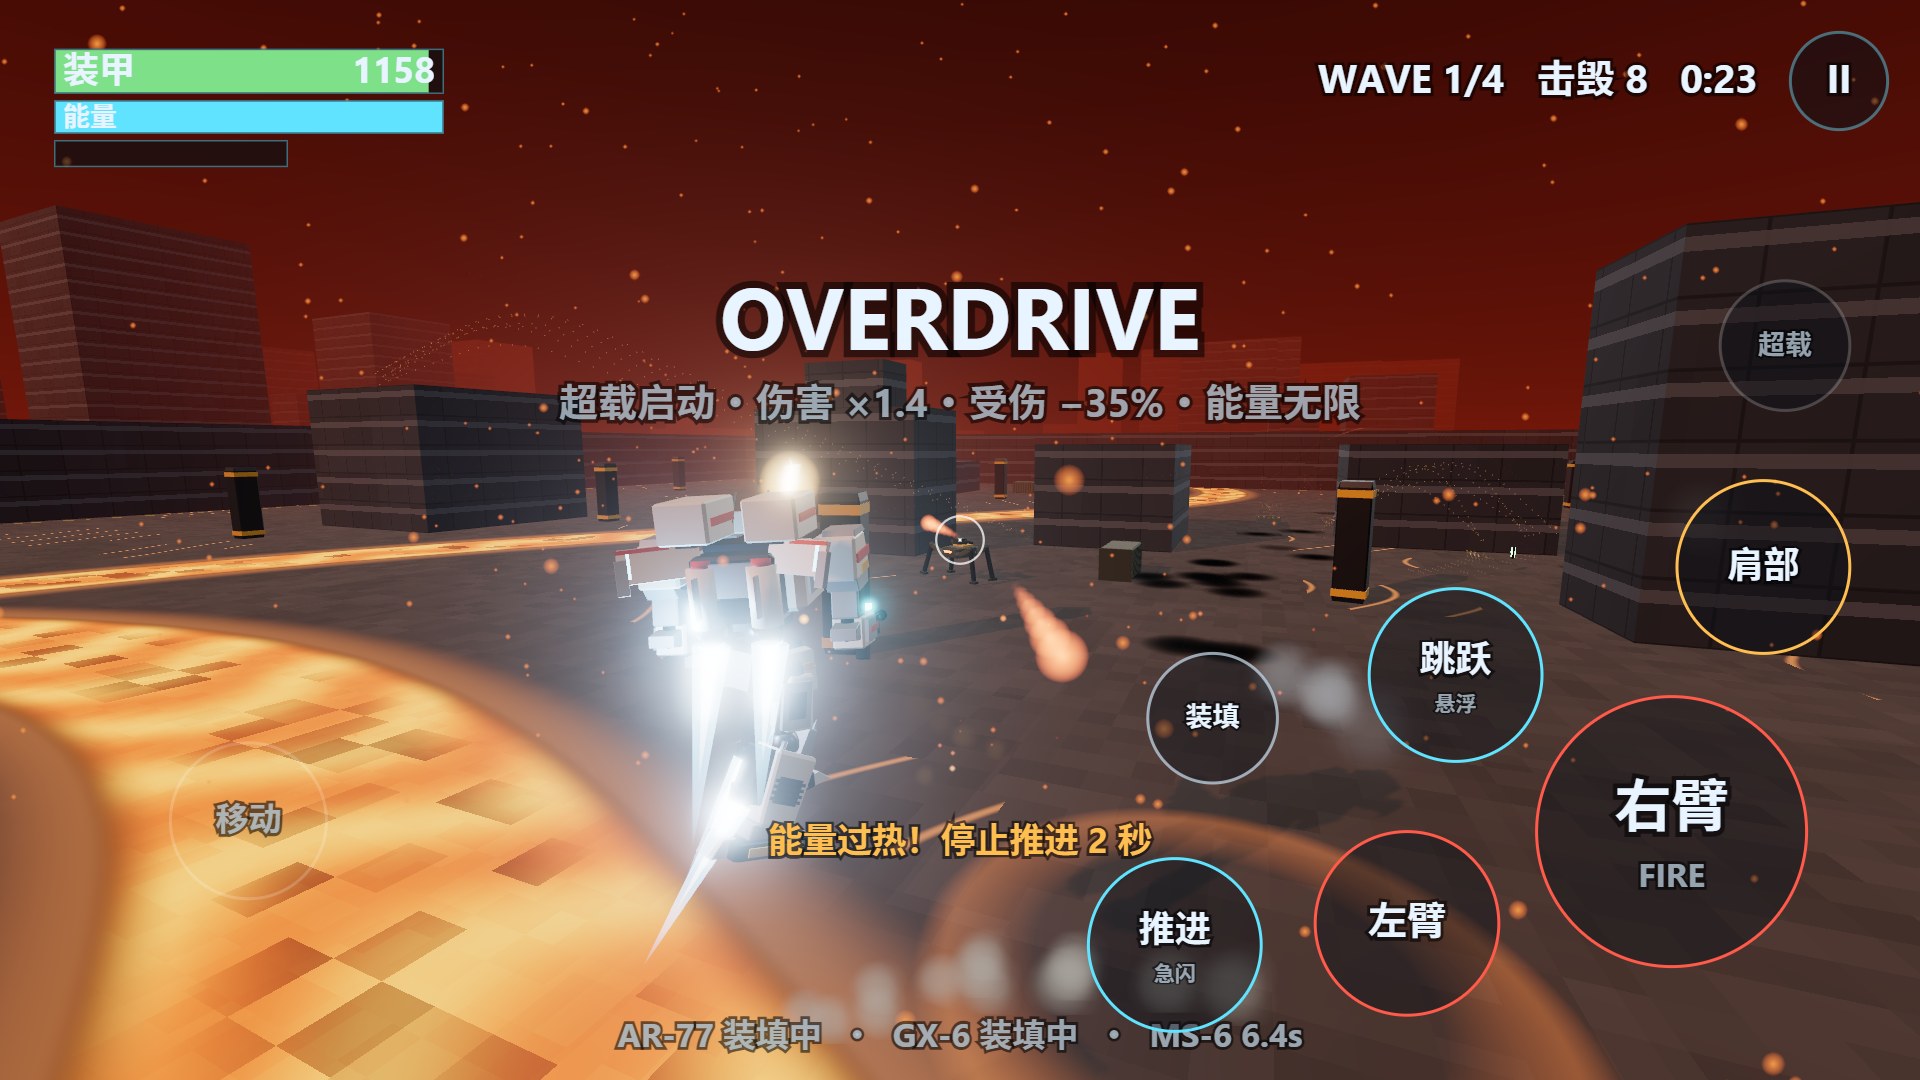 装甲 1158
能量
WAVE 1/4 击毁 8 0:23
OVERDRIVE
超载启动·伤害 ×1.4·受伤 −35%·能量无限
超载
肩部
跳跃
悬浮
装填
右臂
FIRE
移动
能量过热！停止推进 2 秒
左臂
推进
急闪
AR-77 装填中 · GX-6 装填中 · MS-6 6.4s